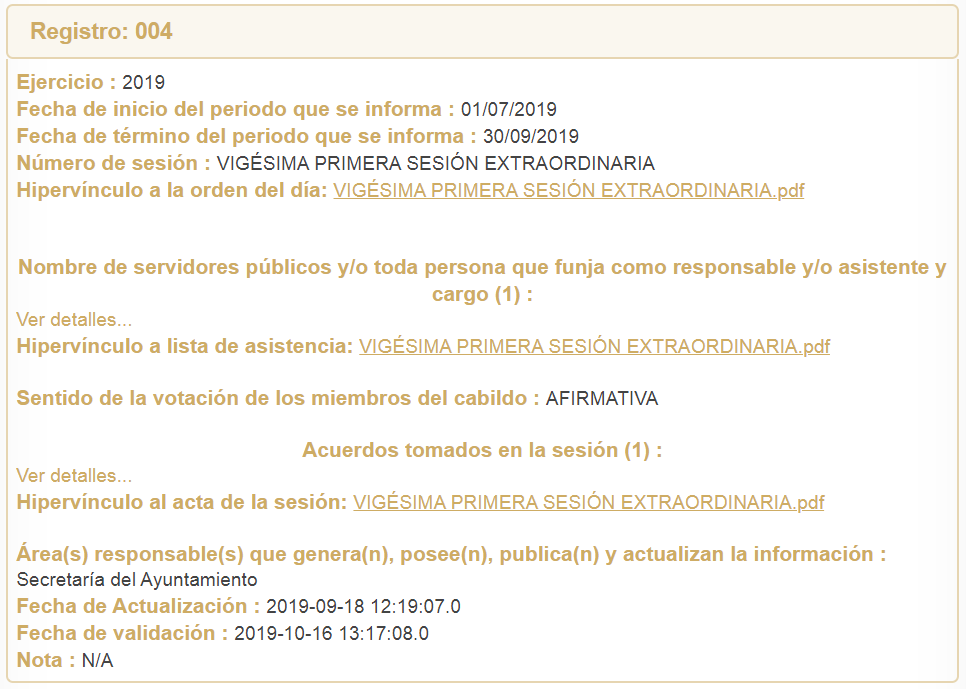 Registro: 004
Ejercicio : 2019
Fecha de inicio del periodo que se informa : 01/07/2019
Fecha de término del periodo que se informa : 30/09/2019
Número de sesión : VIGÉSIMA PRIMERA SESIÓN EXTRAORDINARIA
Hipervínculo a la orden del día: VIGÉSIMA PRIMERA SESIÓN EXTRAORDINARIA.pdf
Nombre de servidores públicos y/o toda persona que funja como responsable y/o asistente y
cargo (1) :
Ver detalles...
Hipervínculo a lista de asistencia: VIGÉSIMA PRIMERA SESIÓN EXTRAORDINARIA.pdf
Sentido de la votación de los miembros del cabildo : AFIRMATIVA
Acuerdos tomados en la sesión (1) :
Ver detalles...
Hipervínculo al acta de la sesión: VIGÉSIMA PRIMERA SESIÓN EXTRAORDINARIA.pdf
Área(s) responsable(s) que genera(n), posee(n), publica(n) y actualizan la información :
Secretaría del Ayuntamiento
Fecha de Actualización : 2019-09-18 12:19:07.0
Fecha de validación : 2019-10-16 13:17:08.0
Nota : N/A